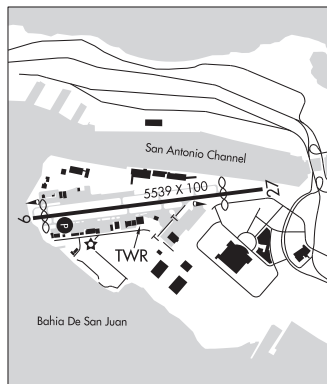 San Antonio Channel
5539 X 100
27
9
P
TWR
Bahia De San Juan